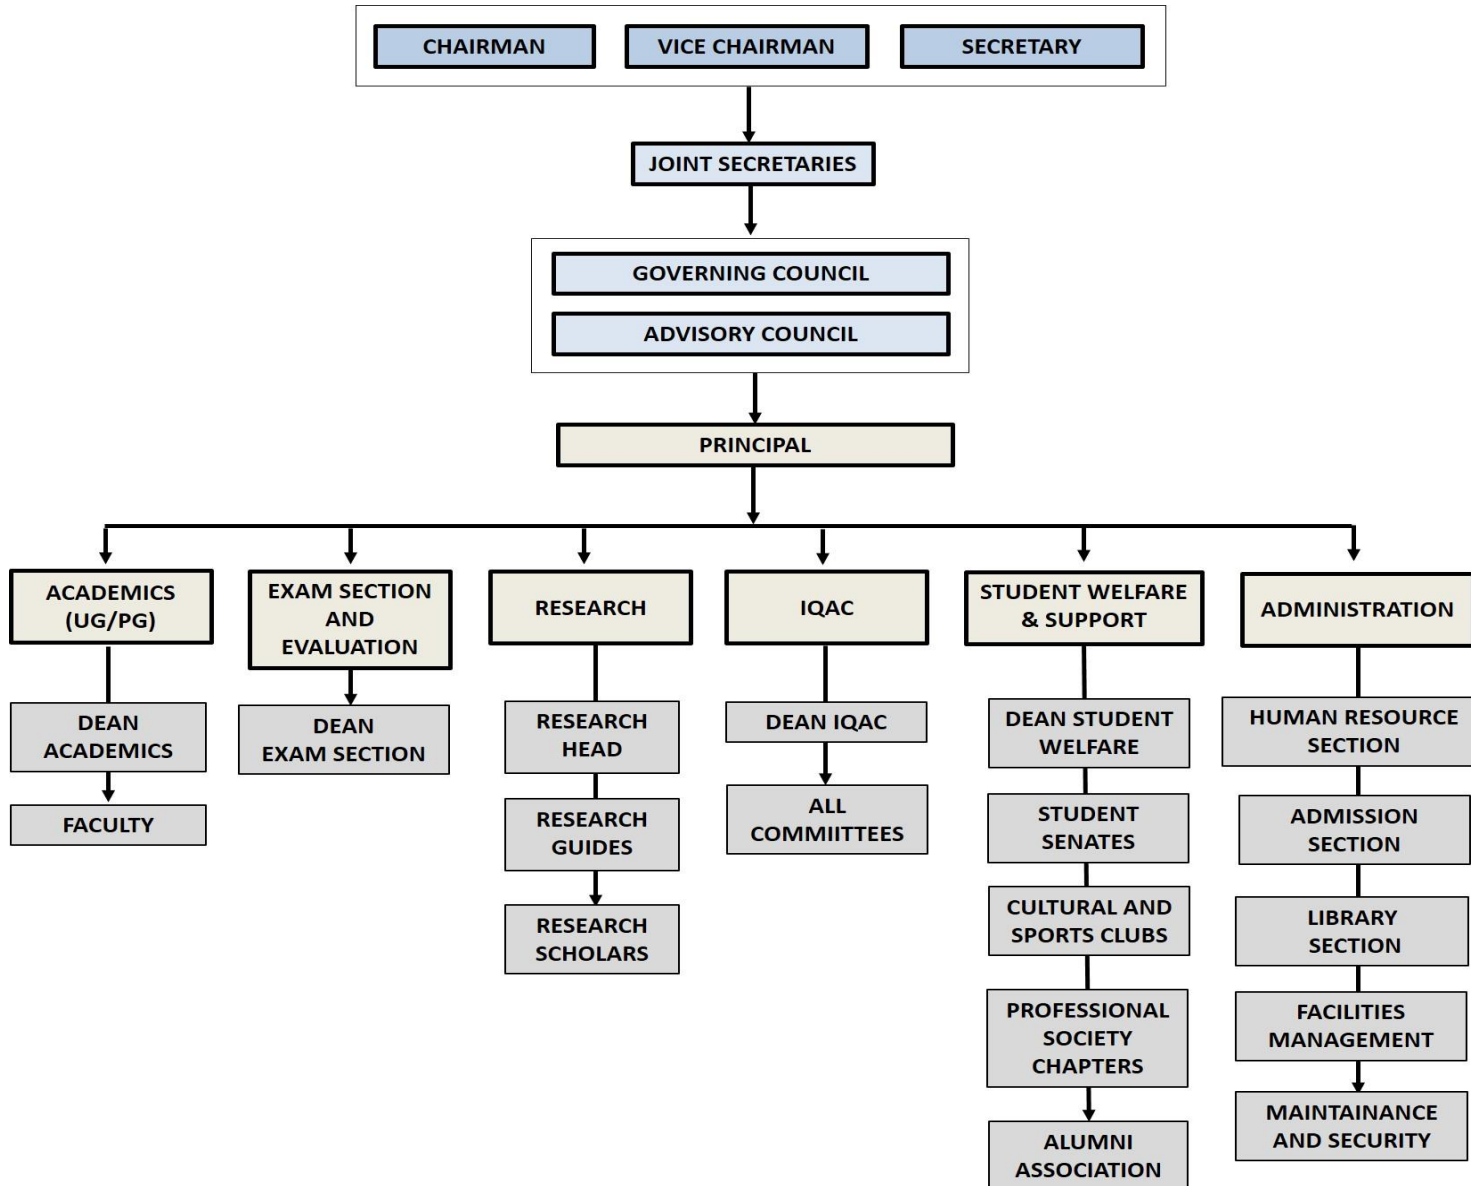 CHAIRMAN
VICE CHAIRMAN
SECRETARY
JOINT SECRETARIES
GOVERNING COUNCIL
ADVISORY COUNCIL
PRINCIPAL
ACADEMICS
(UG/PG)
DEAN
ACADEMICS
FACULTY
EXAM SECTION
AND
EVALUATION
DEAN
EXAM SECTION
RESEARCH
RESEARCH
HEAD
RESEARCH
GUIDES
RESEARCH
SCHOLARS
IQAC
DEAN IQAC
ALL
COMMIITTEES
STUDENT WELFARE
& SUPPORT
DEAN STUDENT
WELFARE
STUDENT
SENATES
CULTURAL AND
SPORTS CLUBS
PROFESSIONAL
SOCIETY
CHAPTERS
ALUMNI
ASSOCIATION
ADMINISTRATION
HUMAN RESOURCE
SECTION
ADMISSION
SECTION
LIBRARY
SECTION
FACILITIES
MANAGEMENT
MAINTAINANCE
AND SECURITY